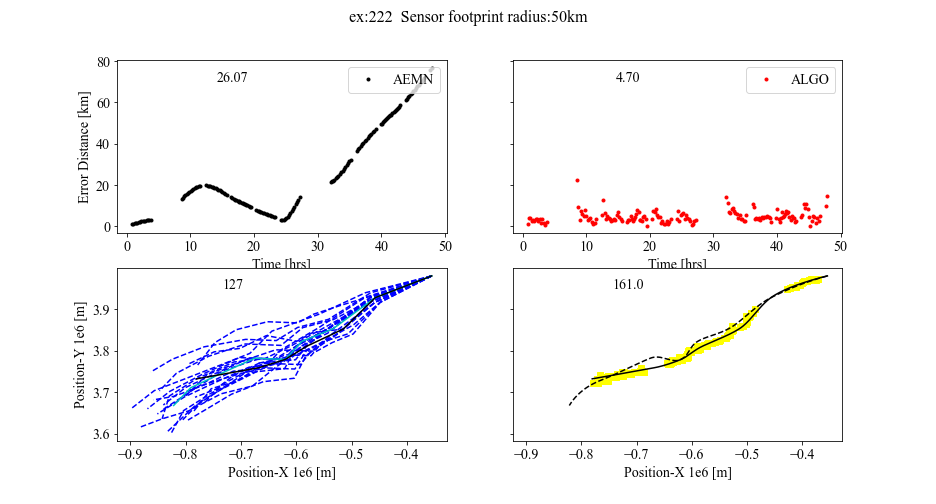 ex:222  Sensor footprint radius:50km
80
60
40
20
0
Error Distance [km]
26.07
AEMN
0 10 20 30 40 50
Time [hrs]
4.70
ALGO
0 10 20 30 40 50
Time [hrs]
3.9
3.8
3.7
3.6
Position-Y 1e6 [m]
127
−0.9 −0.8 −0.7 −0.6 −0.5 −0.4
Position-X 1e6 [m]
161.0
−0.9 −0.8 −0.7 −0.6 −0.5 −0.4
Position-X 1e6 [m]